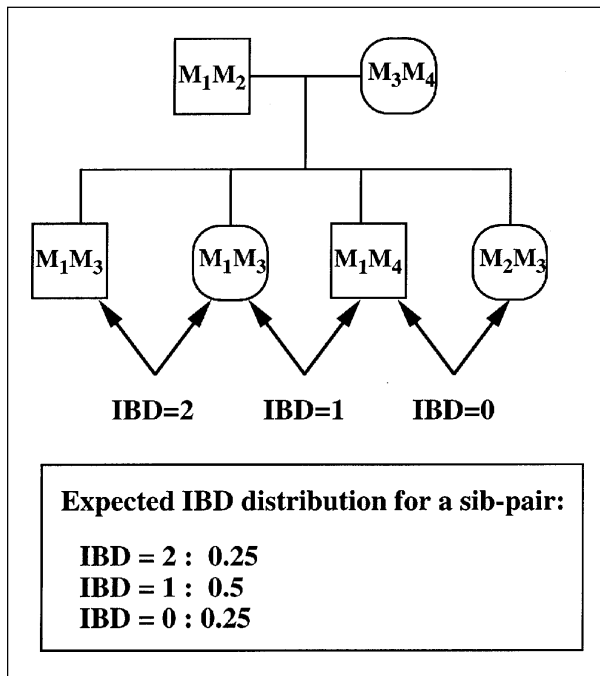 M₁M₂ M₃M₄
M₁M₃ M₁M₃ M₁M₄ M₂M₃
IBD=2 IBD=1 IBD=0
Expected IBD distribution for a sib-pair:
IBD = 2 : 0.25
IBD = 1 : 0.5
IBD = 0 : 0.25